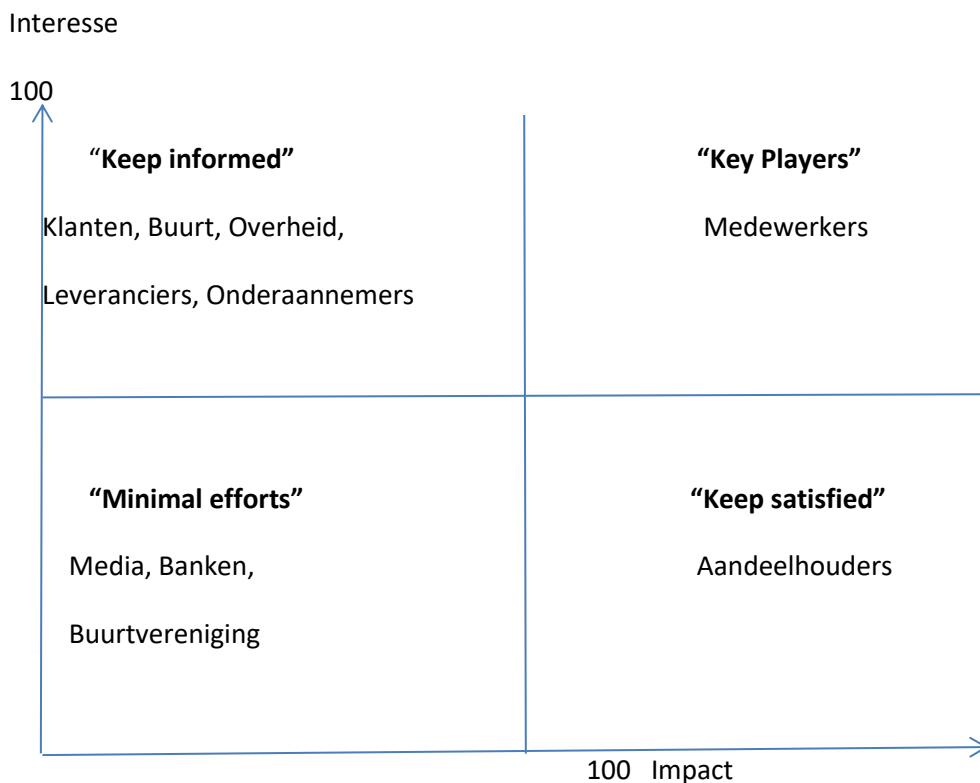 Interesse
100
“Keep informed”
Klanten, Buurt, Overheid,
Leveranciers, Onderaannemers
“Key Players”
Medewerkers
“Minimal efforts”
Media, Banken,
Buurtvereniging
“Keep satisfied”
Aandeelhouders
100 Impact